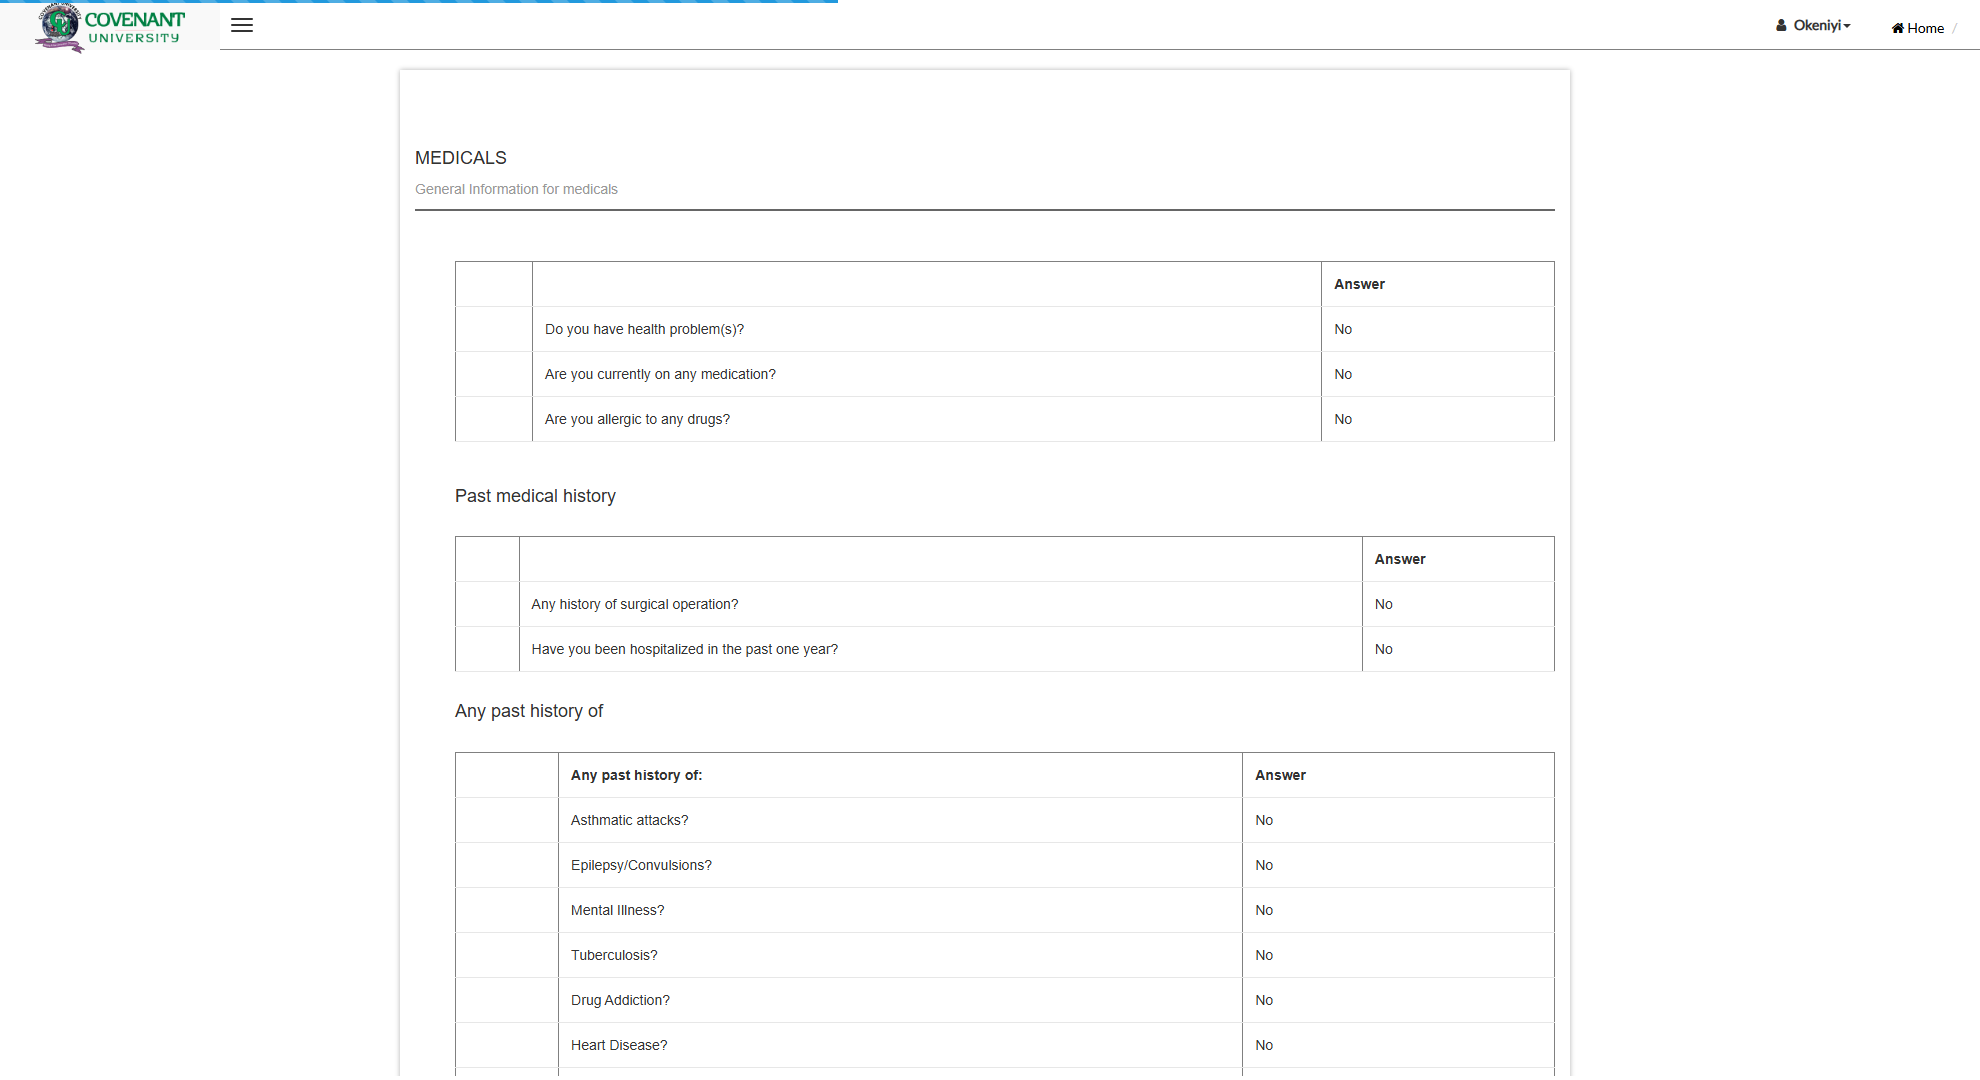 COVENANT
UNIVERSITY
Okeniyi
Home /
MEDICALS
General Information for medicals
Answer
Do you have health problem(s)? No
Are you currently on any medication? No
Are you allergic to any drugs? No
Past medical history
Answer
Any history of surgical operation? No
Have you been hospitalized in the past one year? No
Any past history of
Any past history of: Answer
Asthmatic attacks? No
Epilepsy/Convulsions? No
Mental Illness? No
Tuberculosis? No
Drug Addiction? No
Heart Disease? No